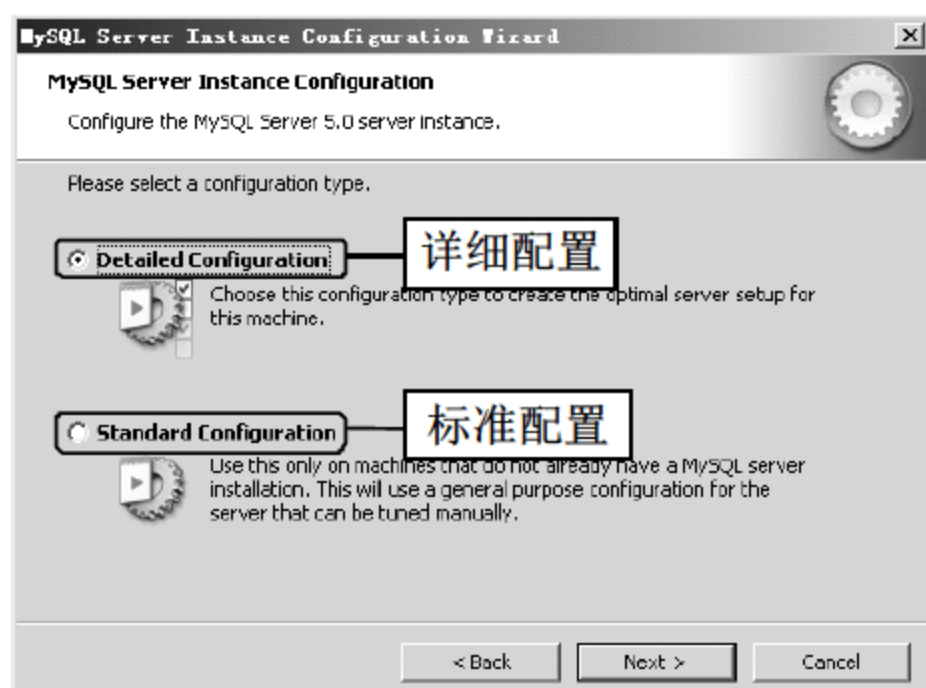 MySQL Server Instance Configuration Wizard
MySQL Server Instance Configuration
Configure the MySQL Server 5.0 server instance.
Please select a configuration type.
Detailed Configuration
详细配置
Choose this configuration type to create the optimal server setup for
this machine.
Standard Configuration
标准配置
Use this only on machines that do not already have a MySQL server
installation. This will use a general purpose configuration for the
server that can be tuned manually.
< Back
Next >
Cancel